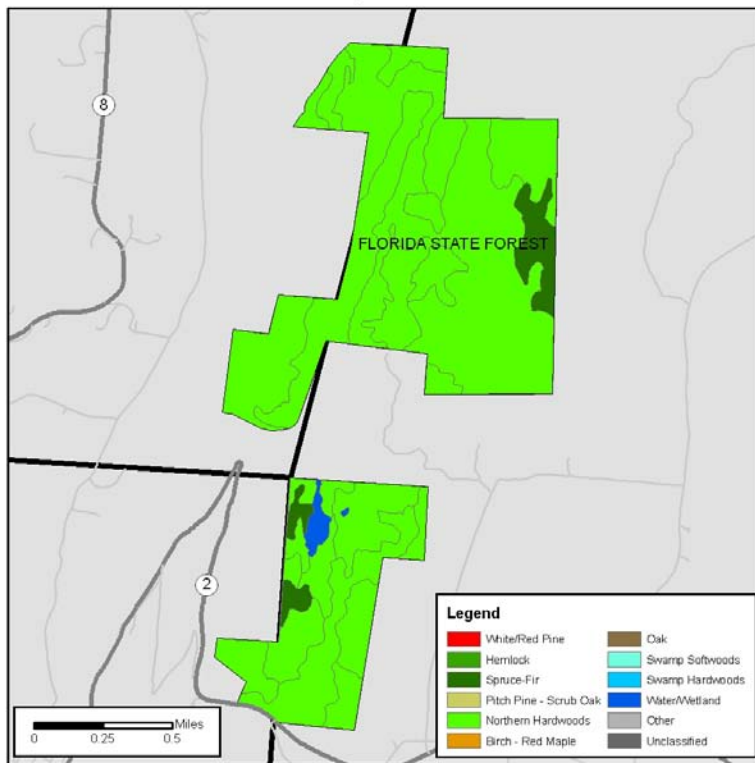 8
FLORIDA STATE FOREST
2
Legend
White/Red Pine
Hemlock
Spruce-Fir
Pitch Pine - Scrub Oak
Northern Hardwoods
Birch - Red Maple
Oak
Swamp Softwoods
Swamp Hardwoods
Water/Wetland
Other
Unclassified
Miles
0 0.25 0.5